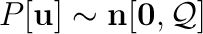 P[u] ∼ n[0, 𝒬]